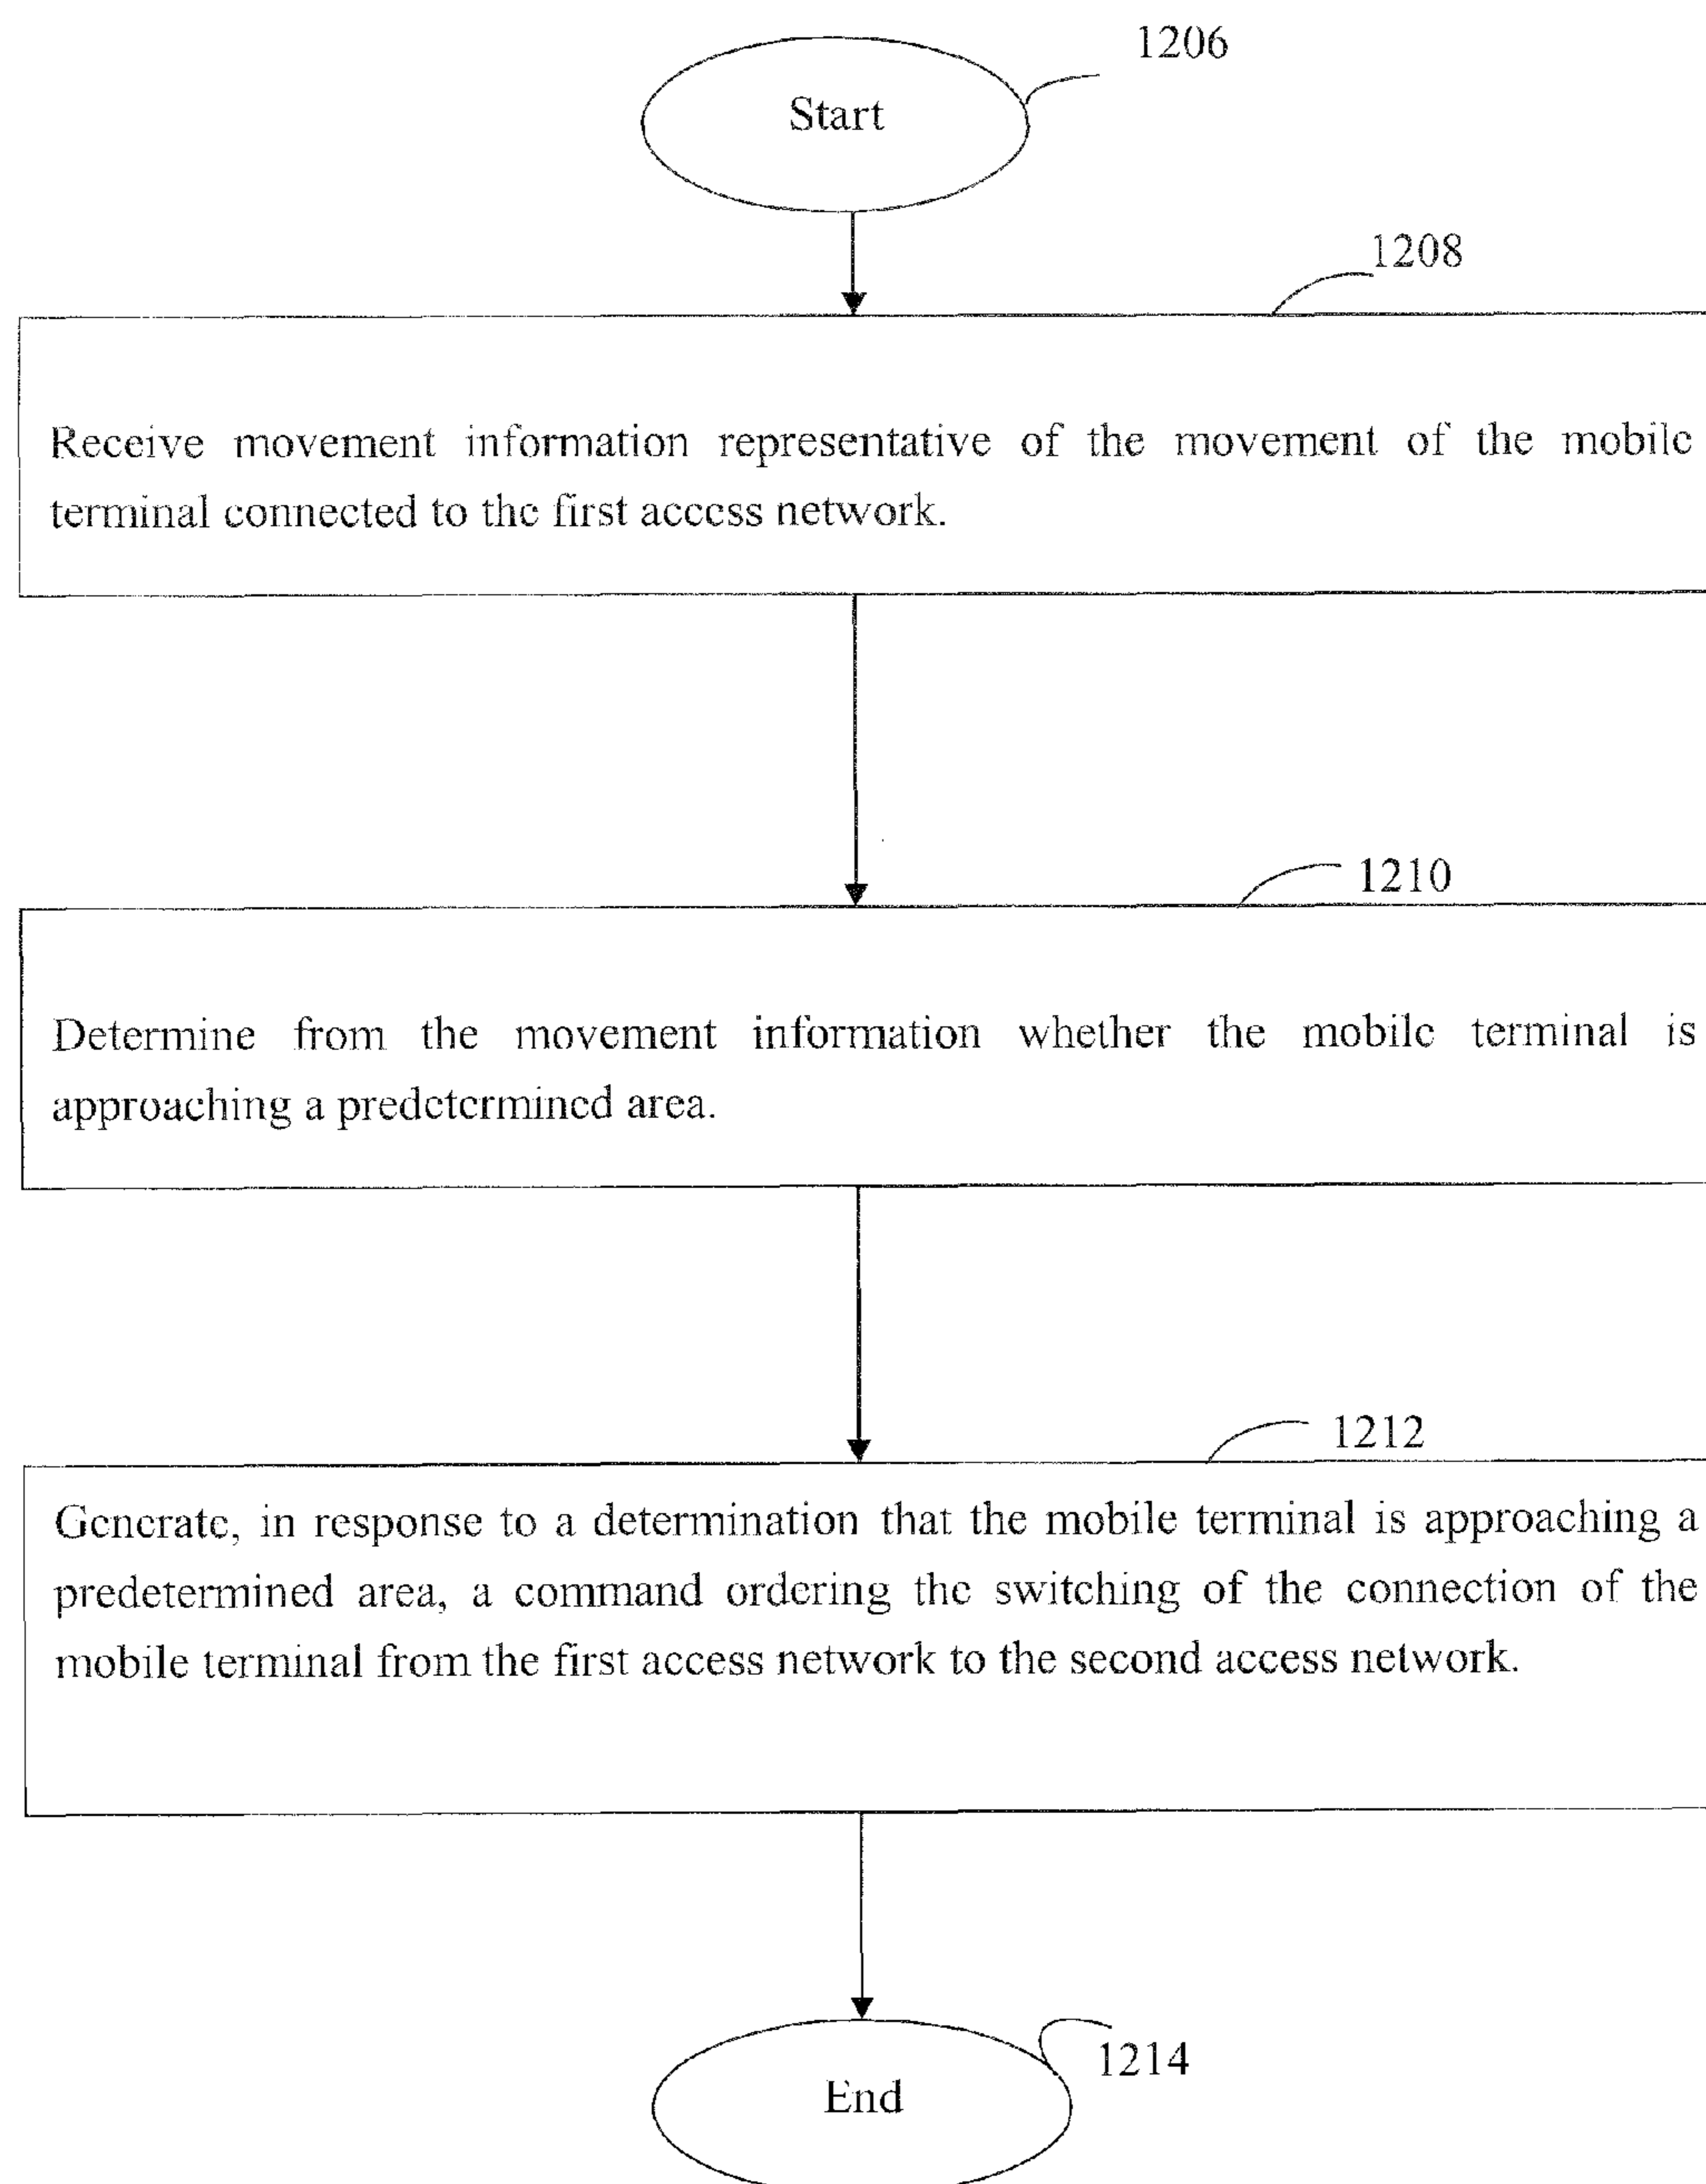 1206
Start
1208
Receive movement information representative of the movement of the mobile
terminal connected to the first access network.
1210
Determine from the movement information whether the mobile terminal is
approaching a predetermined area.
1212
Generate, in response to a determination that the mobile terminal is approaching a
predetermined area, a command ordering the switching of the connection of the
mobile terminal from the first access network to the second access network.
1214
End